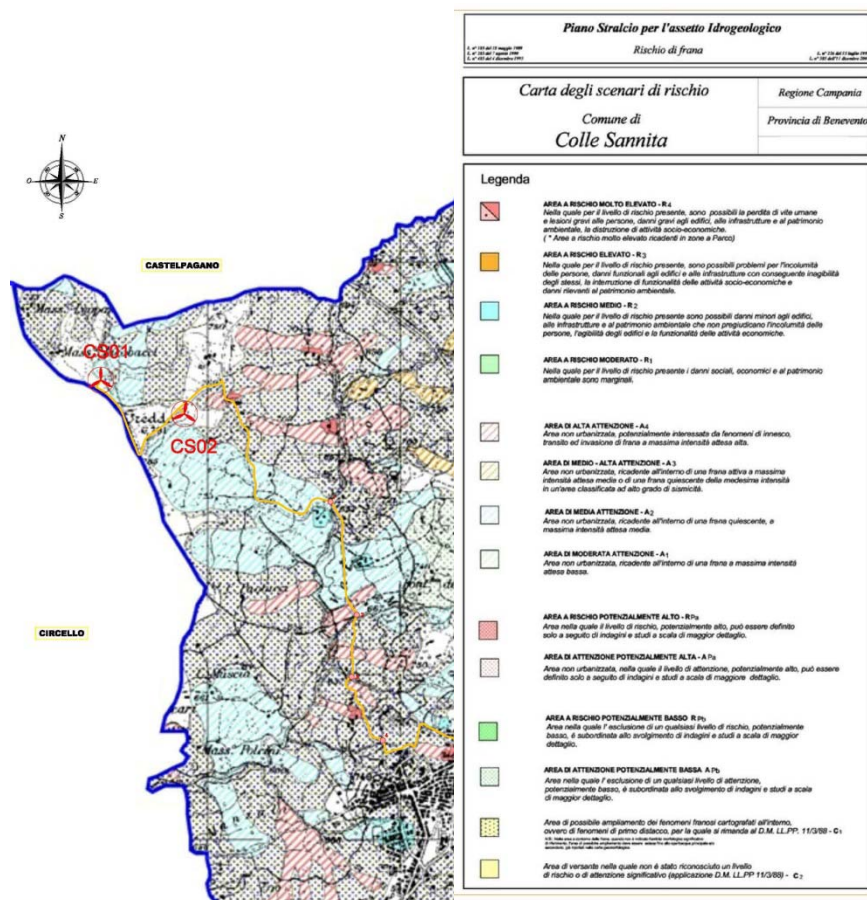 N
O
E
S
CASTELPAGANO
CS01
CS02
CIRCELLO
Piano Stralcio per l'assetto Idrogeologico
Rischio di frana
Carta degli scenari di rischio
Comune di
Colle Sannita
Regione Campania
Provincia di Benevento
Legenda
AREA A RISCHIO MOLTO ELEVATO - R4
Nella quale per il livello di rischio presente, sono possibili la perdita di vite umane
e lesioni gravi alle persone, danni gravi agli edifici, alle infrastrutture e al patrimonio
ambientale, la distruzione di attività socio-economiche.
( * Aree a rischio molto elevato ricadenti in zone a Parco)
AREA A RISCHIO ELEVATO - R3
Nella quale per il livello di rischio presente, sono possibili problemi per l'incolumità
delle persone, danni funzionali agli edifici e alle infrastrutture con conseguente inagibilità
degli stessi, la interruzione di funzionalità delle attività socio-economiche e
danni rilevanti al patrimonio ambientale.
AREA A RISCHIO MEDIO - R2
Nella quale per il livello di rischio presente sono possibili danni minori agli edifici,
alle infrastrutture e al patrimonio ambientale che non pregiudicano l'incolumità delle
persone, l'agibilità degli edifici e la funzionalità delle attività economiche.
AREA A RISCHIO MODERATO - R1
Nella quale per il livello di rischio presente i danni sociali, economici e al patrimonio
ambientale sono marginali.
AREA DI ALTA ATTENZIONE - A4
Area non urbanizzata, potenzialmente interessata da fenomeni di innesco,
transito ed invasione di frana a massima intensità attesa alta.
AREA DI MEDIO - ALTA ATTENZIONE - A3
Area non urbanizzata, ricadente all'interno di una frana attiva a massima
intensità attesa media o di una frana quiescente della medesima intensità
in un'area classificata ad alto grado di sismicità.
AREA DI MEDIA ATTENZIONE - A2
Area non urbanizzata, ricadente all'interno di una frana quiescente, a
massima intensità attesa media.
AREA DI MODERATA ATTENZIONE - A1
Area non urbanizzata, ricadente all'interno di una frana a massima intensità
attesa bassa.
AREA A RISCHIO POTENZIALMENTE ALTO - RPa
Area nella quale il livello di rischio, potenzialmente alto, può essere definito
solo a seguito di indagini e studi a scala di maggior dettaglio.
AREA DI ATTENZIONE POTENZIALMENTE ALTA - APa
Area non urbanizzata, nella quale il livello di attenzione, potenzialmente alto, può essere
definito solo a seguito di indagini e studi a scala di maggiore dettaglio.
AREA A RISCHIO POTENZIALMENTE BASSO RPb
Area nella quale l' esclusione di un qualsiasi livello di rischio, potenzialmente
basso, è subordinata allo svolgimento di indagini e studi a scala di maggior
dettaglio.
AREA DI ATTENZIONE POTENZIALMENTE BASSA APb
Area nella quale l' esclusione di un qualsiasi livello di attenzione,
potenzialmente basso, è subordinata allo svolgimento di indagini e studi a scala
di maggior dettaglio.
Area di possibile ampliamento dei fenomeni franosi cartografati all'interno,
ovvero di fenomeni di primo distacco, per la quale si rimanda al D.M. LL.PP. 11/3/88 - C1
Area di versante nella quale non è stato riconosciuto un livello
di rischio o di attenzione significativo (applicazione D.M. LL.PP 11/3/88) - C2